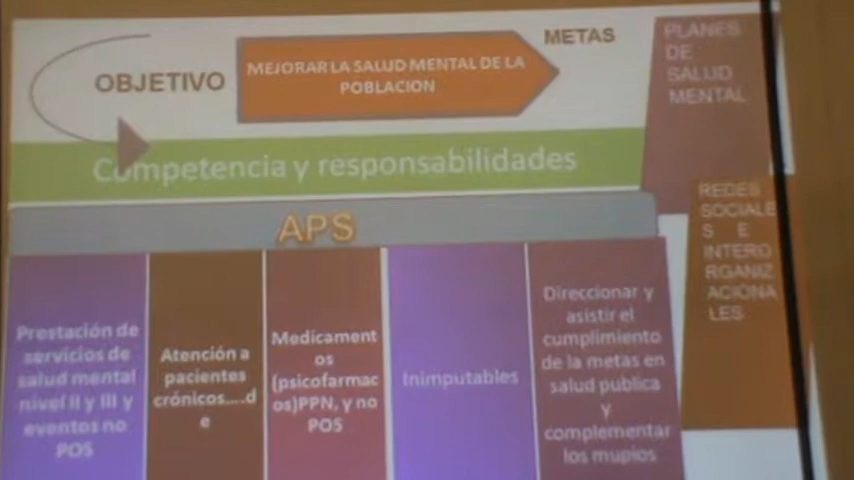 OBJETIVO
MEJORAR LA SALUD MENTAL DE LA
POBLACION
METAS
PLANES
DE
SALUD
MENTAL
Competencia y responsabilidades
APS
REDES
SOCIALE
S E
INTERO
RGANIZ
ACIONA
LES
Prestación de
servicios de
salud mental
nivel II y III y
eventos no
POS
Atención a
pacientes
crónicos....d
e
Medicament
os
(psicofarmac
os)PPN, y no
POS
Inimputables
Direccionar y
asistir el
cumplimiento
de la metas en
salud publica
y
complementar
los mupios